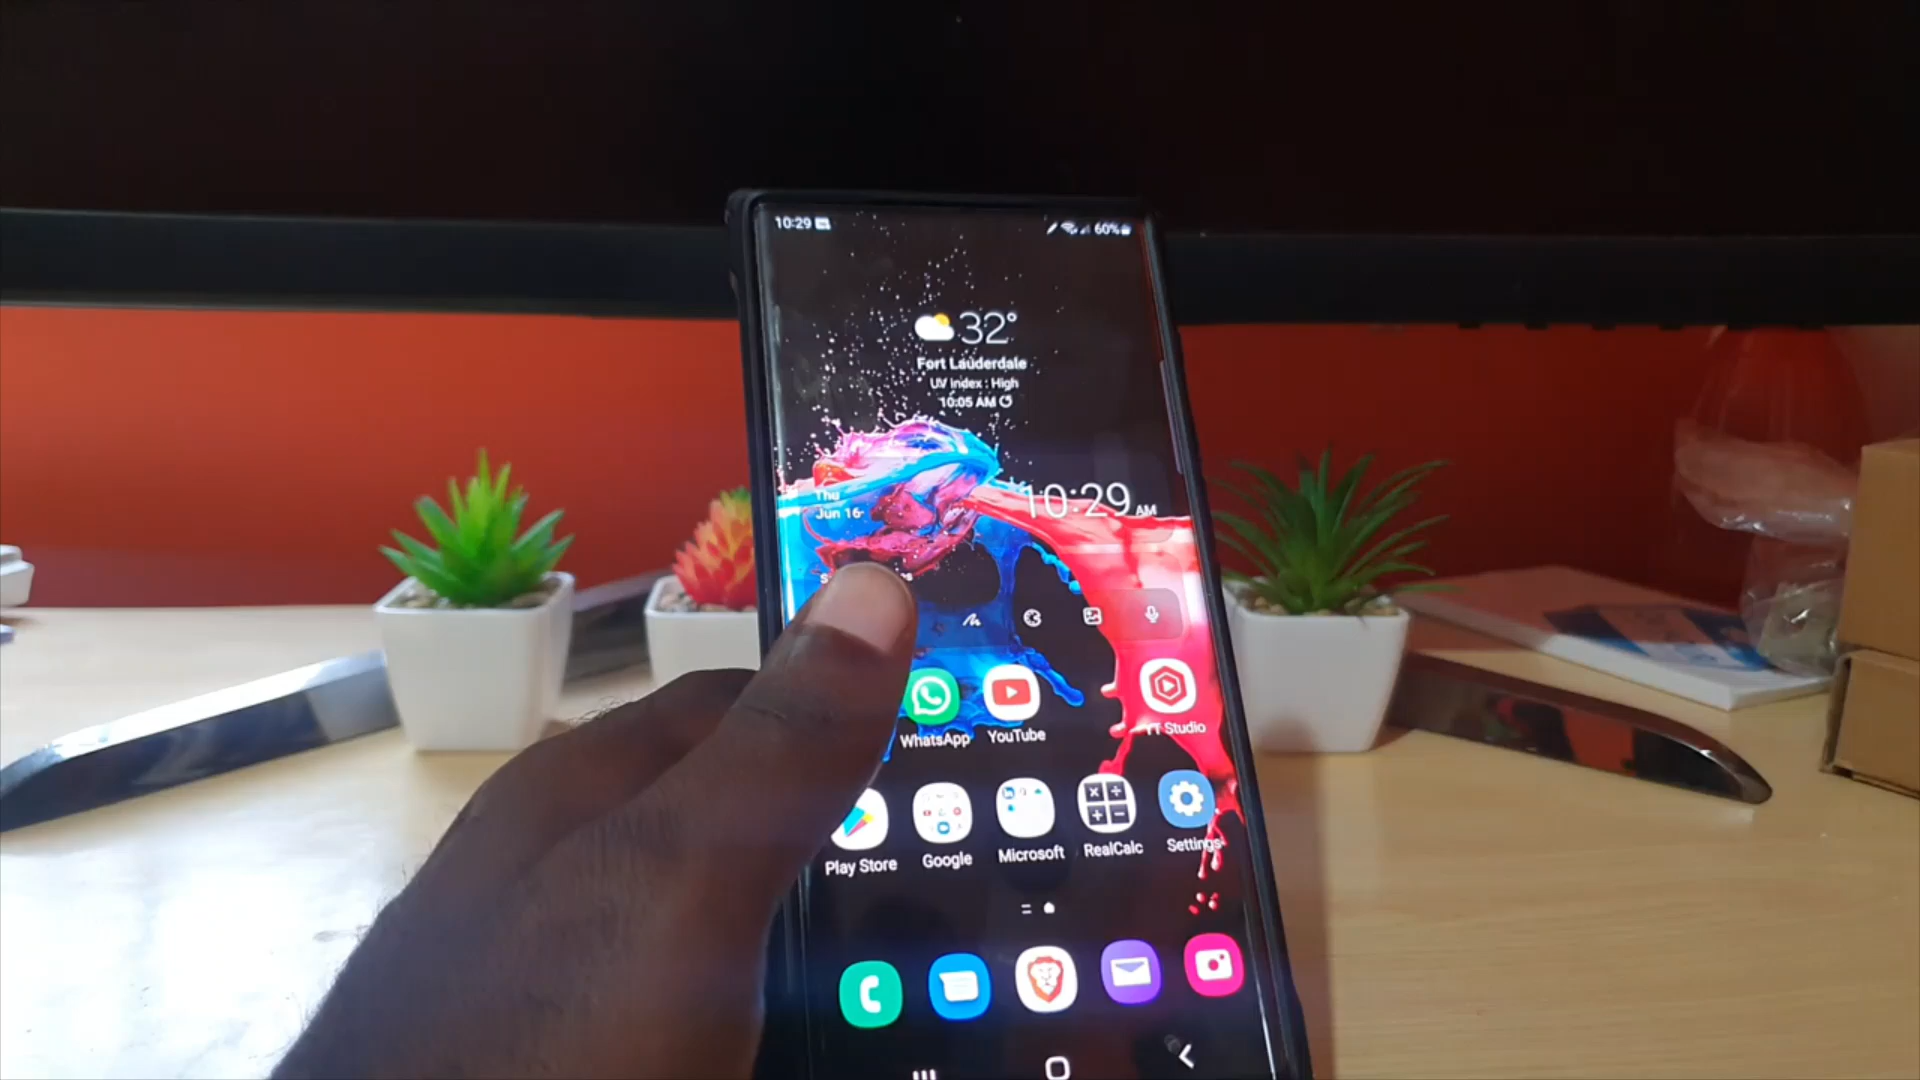 10:29
60%
32°
Fort Lauderdale
UV Index : High
10:05 AM
Thu
Jun 16
10:29 AM
WhatsApp
YouTube
YT Studio
Play Store
Google
Microsoft
RealCalc
Settings